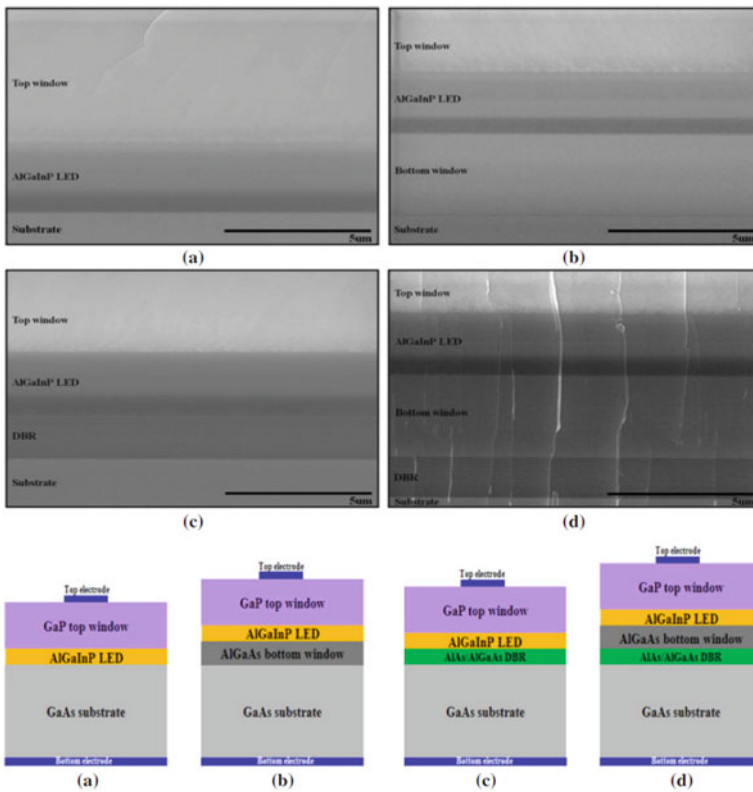 Top window
AlGaInP LED
Substrate
5um
(a)
Top window
AlGaInP LED
Bottom window
Substrate
5um
(b)
Top window
AlGaInP LED
DBR
Substrate
5um
(c)
Top window
AlGaInP LED
Bottom window
DBR
Substrate
5um
(d)
Top electrode
GaP top window
AlGaInP LED
GaAs substrate
Bottom electrode
(a)
Top electrode
GaP top window
AlGaInP LED
AlGaAs bottom window
GaAs substrate
Bottom electrode
(b)
Top electrode
GaP top window
AlGaInP LED
AlAs/AlGaAs DBR
GaAs substrate
Bottom electrode
(c)
Top electrode
GaP top window
AlGaInP LED
AlGaAs bottom window
AlAs/AlGaAs DBR
GaAs substrate
Bottom electrode
(d)